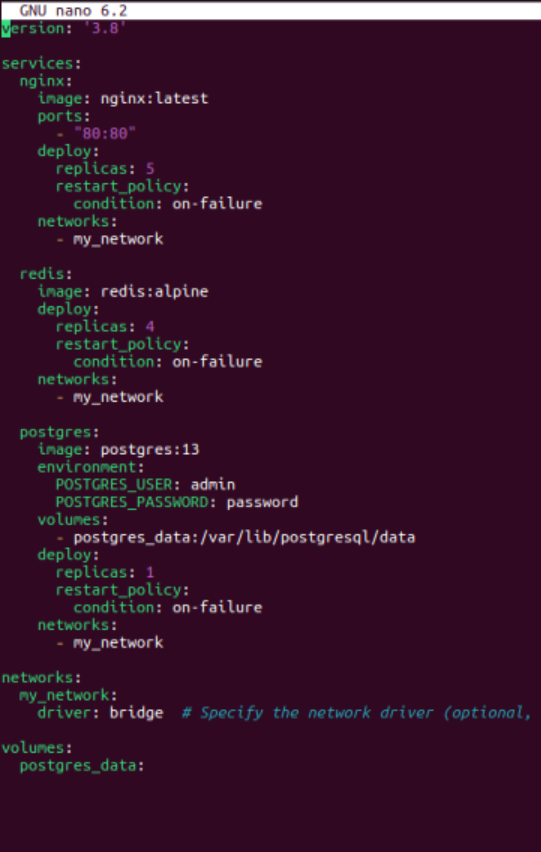 GNU nano 6.2
version: '3.8'
services:
  nginx:
    image: nginx:latest
    ports:
      - "80:80"
    deploy:
      replicas: 5
      restart_policy:
        condition: on-failure
    networks:
      - my_network
  redis:
    image: redis:alpine
    deploy:
      replicas: 4
      restart_policy:
        condition: on-failure
    networks:
      - my_network
  postgres:
    image: postgres:13
    environment:
      POSTGRES_USER: admin
      POSTGRES_PASSWORD: password
    volumes:
      - postgres_data:/var/lib/postgresql/data
    deploy:
      replicas: 1
      restart_policy:
        condition: on-failure
    networks:
      - my_network
networks:
  my_network:
    driver: bridge  # Specify the network driver (optional,
volumes:
  postgres_data: